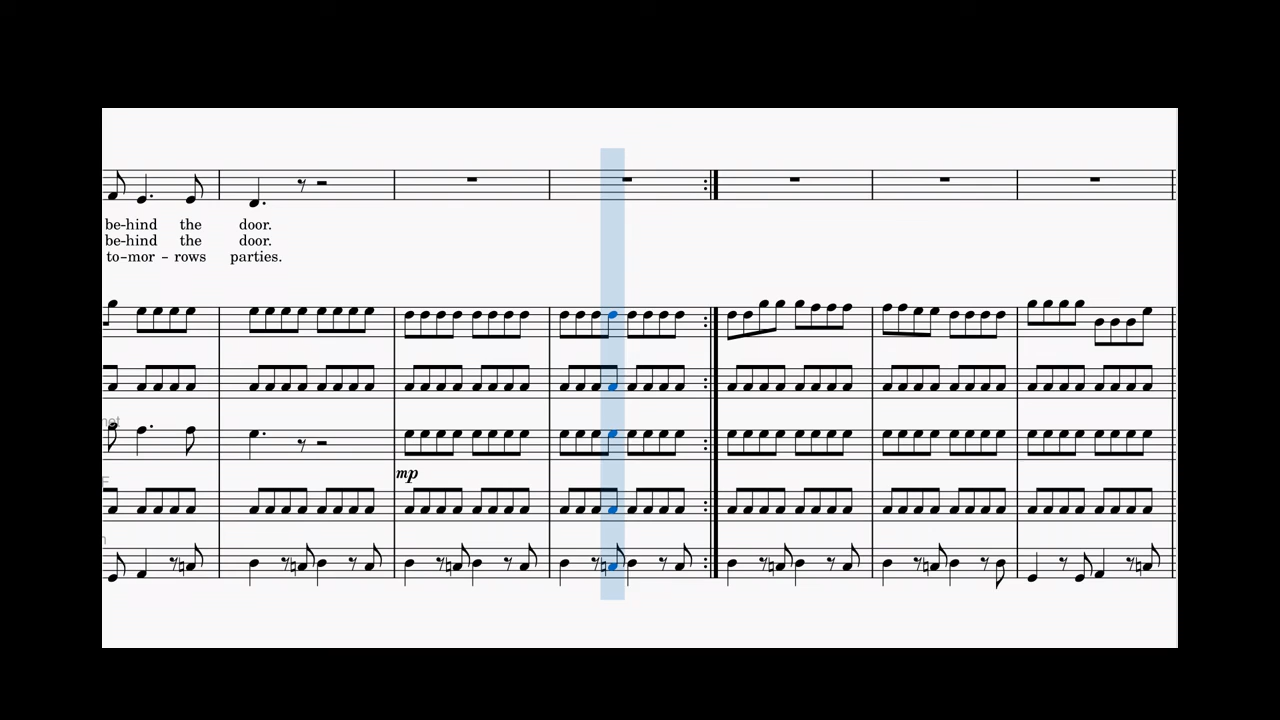 be-hind the door.
be-hind the door.
to-mor - rows parties.
mp